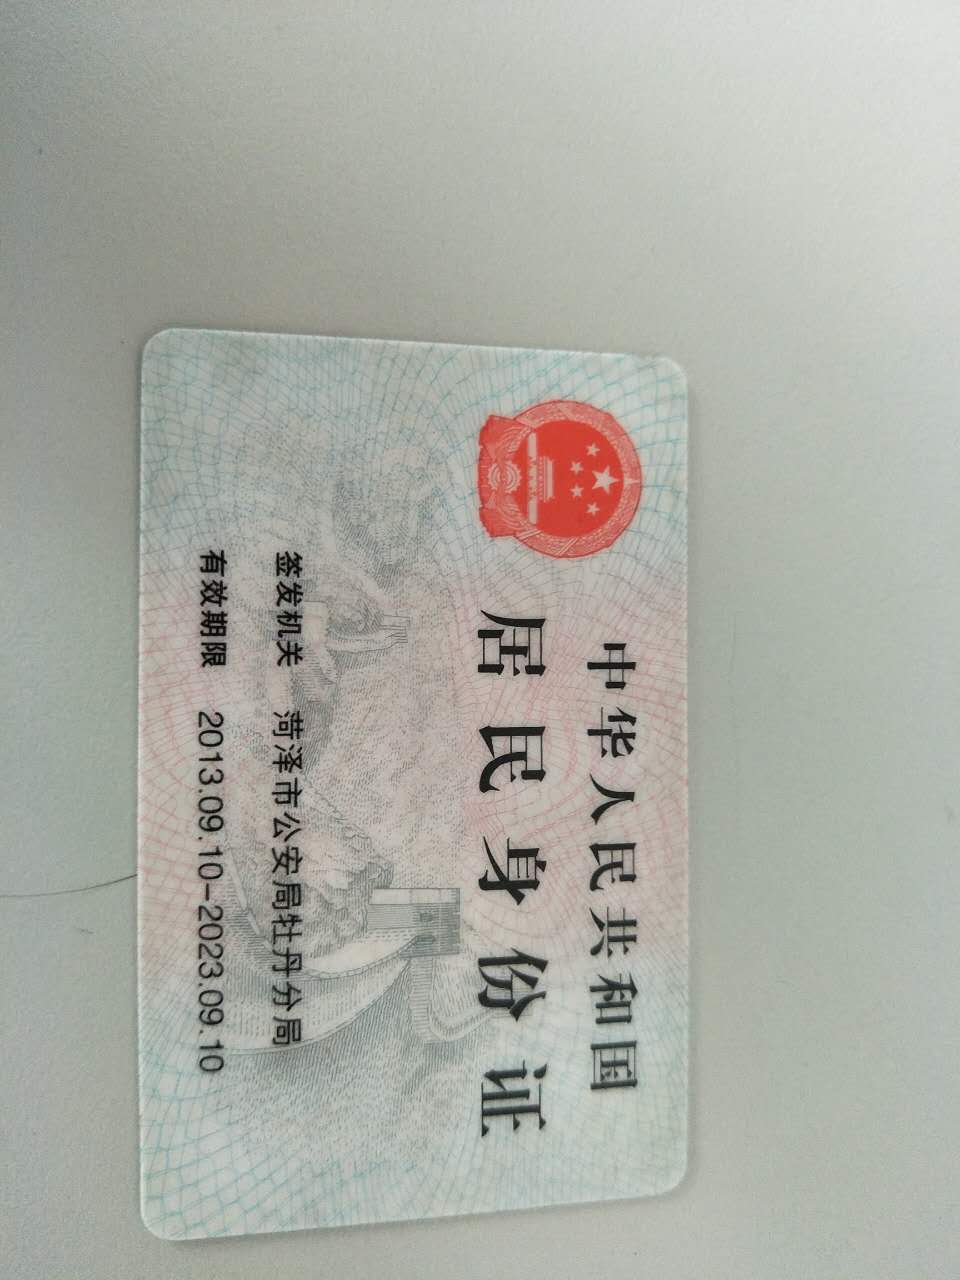 中华人民共和国
居民身份证
签发机关 菏泽市公安局牡丹分局
有效期限 2013.09.10-2023.09.10